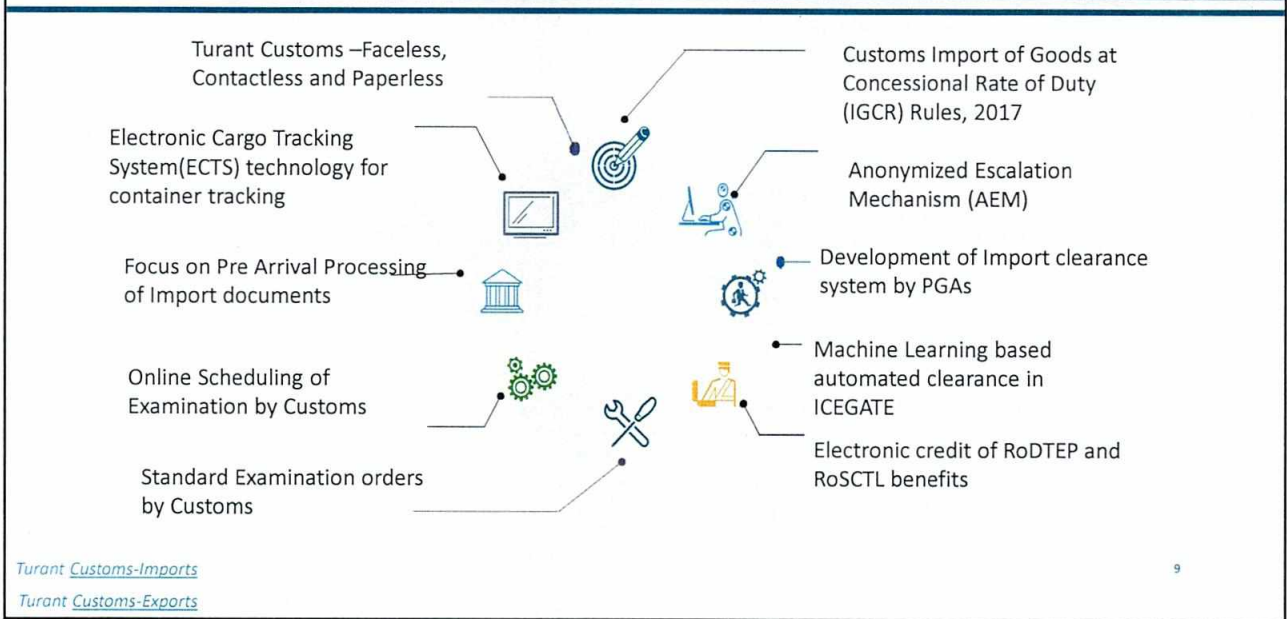 Turant Customs –Faceless,
Contactless and Paperless
Electronic Cargo Tracking
System(ECTS) technology for
container tracking
Focus on Pre Arrival Processing
of Import documents
Online Scheduling of
Examination by Customs
Standard Examination orders
by Customs
Customs Import of Goods at
Concessional Rate of Duty
(IGCR) Rules, 2017
Anonymized Escalation
Mechanism (AEM)
Development of Import clearance
system by PGAs
Machine Learning based
automated clearance in
ICEGATE
Electronic credit of RoDTEP and
RoSCTL benefits
Turant Customs-Imports
Turant Customs-Exports
9